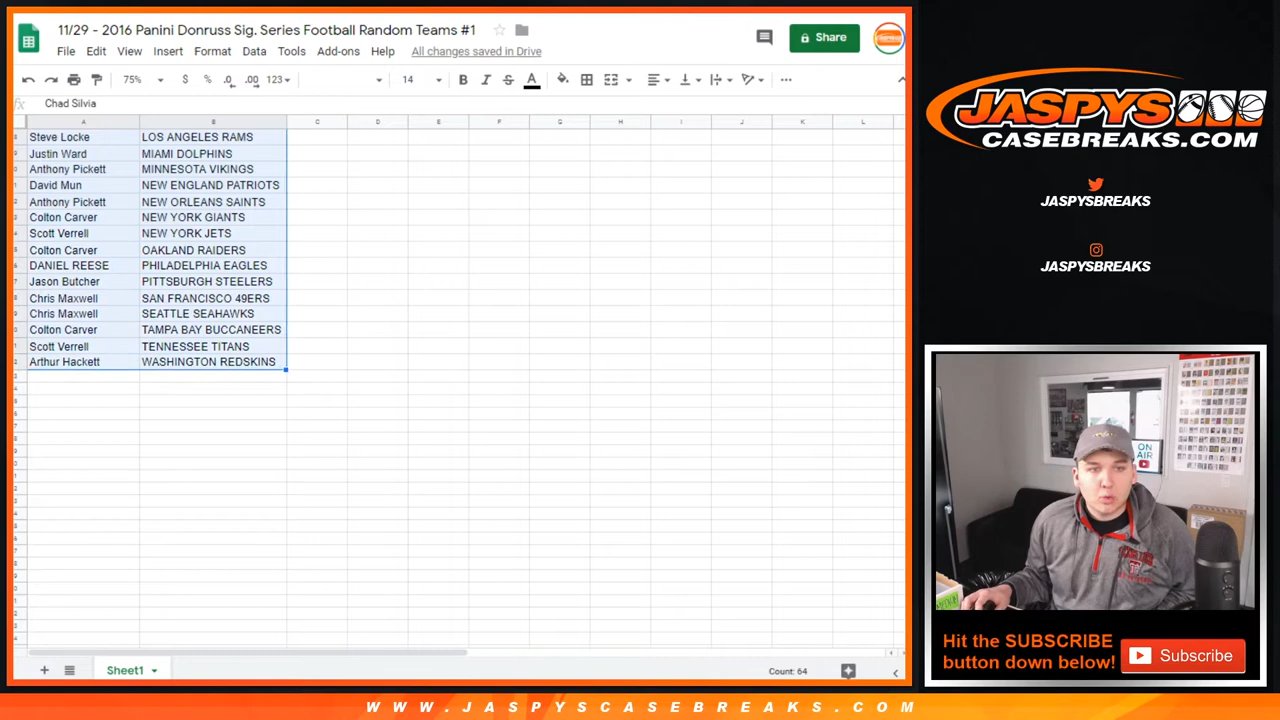 11/29 - 2016 Panini Donruss Sig. Series Football Random Teams #1
File Edit View Insert Format Data Tools Add-ons Help All changes saved in Drive
Share
75% $ % .0 .00 123 14 B I S A
fx Chad Silvia
A B C D E F G H I J K L
Steve Locke LOS ANGELES RAMS
Justin Ward MIAMI DOLPHINS
Anthony Pickett MINNESOTA VIKINGS
David Mun NEW ENGLAND PATRIOTS
Anthony Pickett NEW ORLEANS SAINTS
Colton Carver NEW YORK GIANTS
Scott Verrell NEW YORK JETS
Colton Carver OAKLAND RAIDERS
DANIEL REESE PHILADELPHIA EAGLES
Jason Butcher PITTSBURGH STEELERS
Chris Maxwell SAN FRANCISCO 49ERS
Chris Maxwell SEATTLE SEAHAWKS
Colton Carver TAMPA BAY BUCCANEERS
Scott Verrell TENNESSEE TITANS
Arthur Hackett WASHINGTON REDSKINS
Sheet1
Count: 64
JASPYS
CASEBREAKS.COM
JASPYSBREAKS
JASPYSBREAKS
ON
AIR
Hit the SUBSCRIBE
button down below!
Subscribe
WWW.JASPYSCASEBREAKS.COM